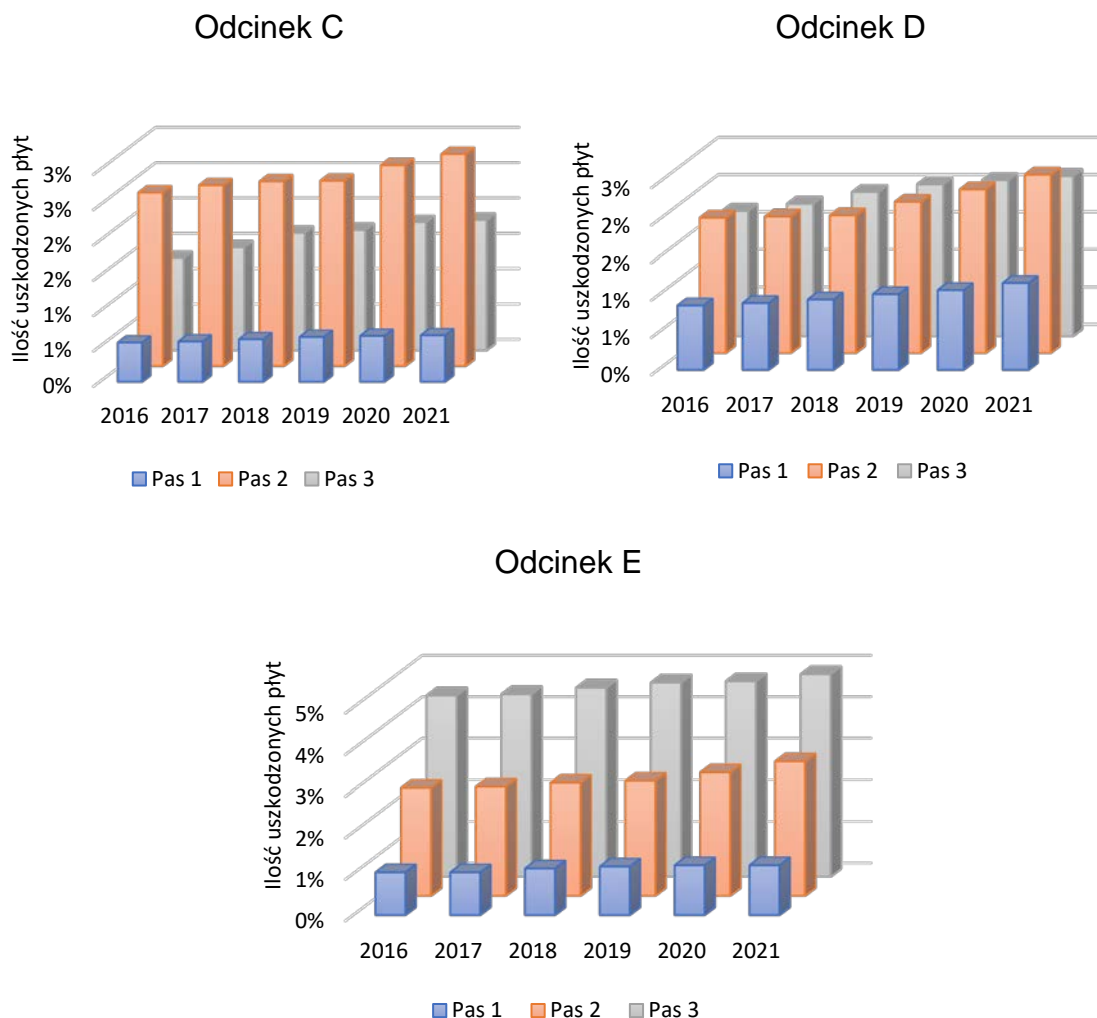 Odcinek C
Ilość uszkodzonych płyt
3%
3%
2%
2%
1%
1%
0%
2016 2017 2018 2019 2020 2021
Pas 1 Pas 2 Pas 3
Odcinek D
Ilość uszkodzonych płyt
3%
2%
2%
1%
1%
0%
2016 2017 2018 2019 2020 2021
Pas 1 Pas 2 Pas 3
Odcinek E
Ilość uszkodzonych płyt
5%
4%
3%
2%
1%
0%
2016 2017 2018 2019 2020 2021
Pas 1 Pas 2 Pas 3